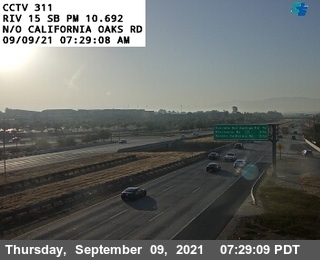 CCTV 311
RIV 15 SB PM 10.692
N/O CALIFORNIA OAKS RD
09/09/21 07:29:08 AM
Thursday, September 09, 2021 07:29:09 PDT